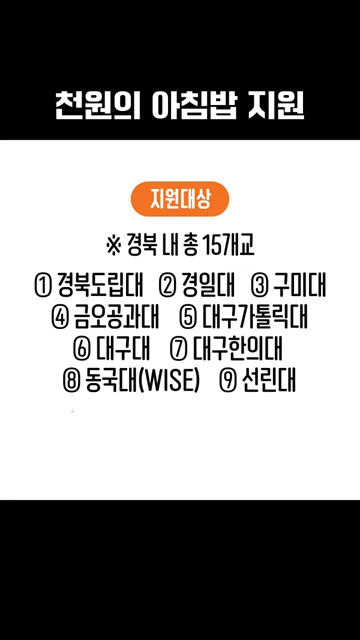 천원의 아침밥 지원
지원대상
※ 경북 내 총 15개교
① 경북도립대 ② 경일대 ③ 구미대
④ 금오공과대 ⑤ 대구가톨릭대
⑥ 대구대 ⑦ 대구한의대
⑧ 동국대(WISE) ⑨ 선린대